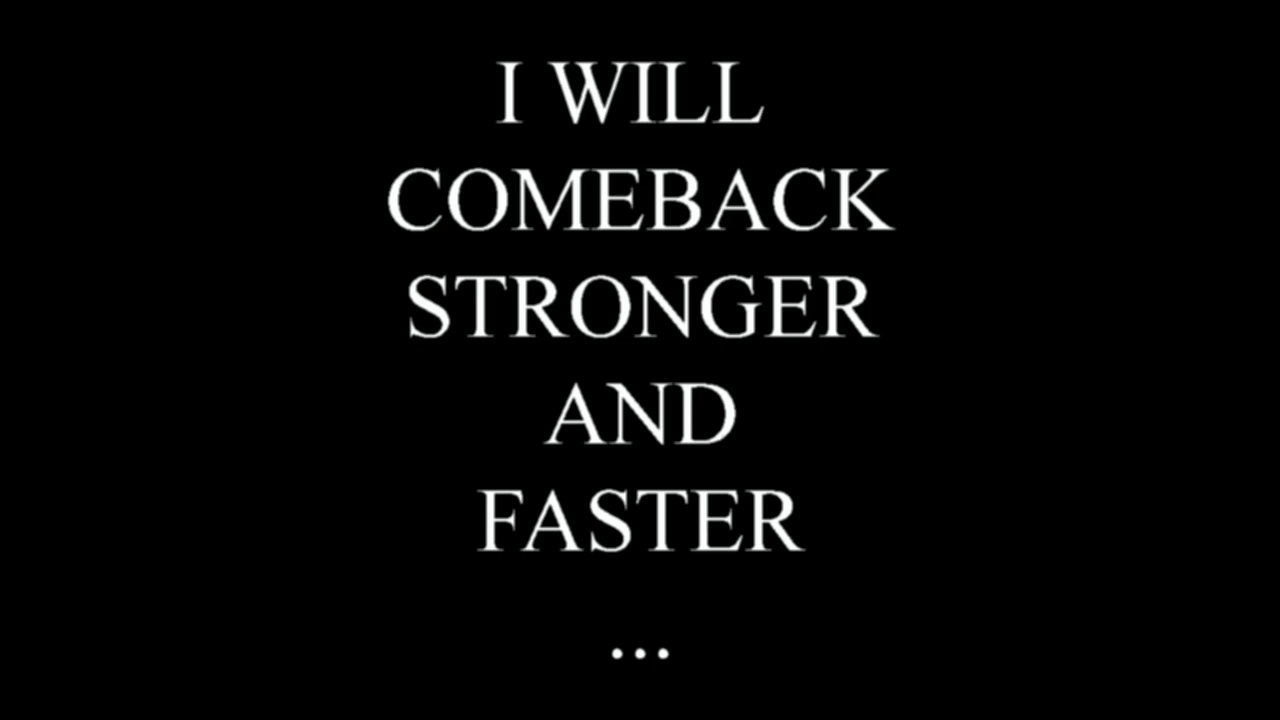 I WILL
COMEBACK
STRONGER
AND
FASTER
...